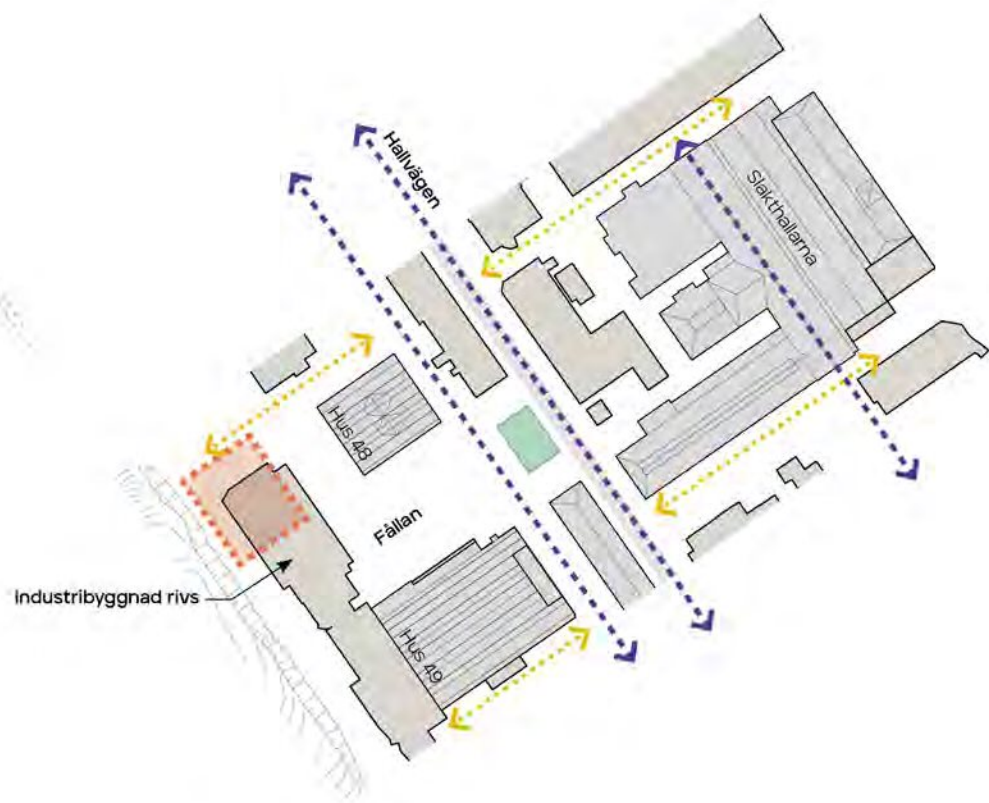 Hallvägen
Slakthallarna
Hus 48
Fållan
Industribyggnad rivs
Hus 49